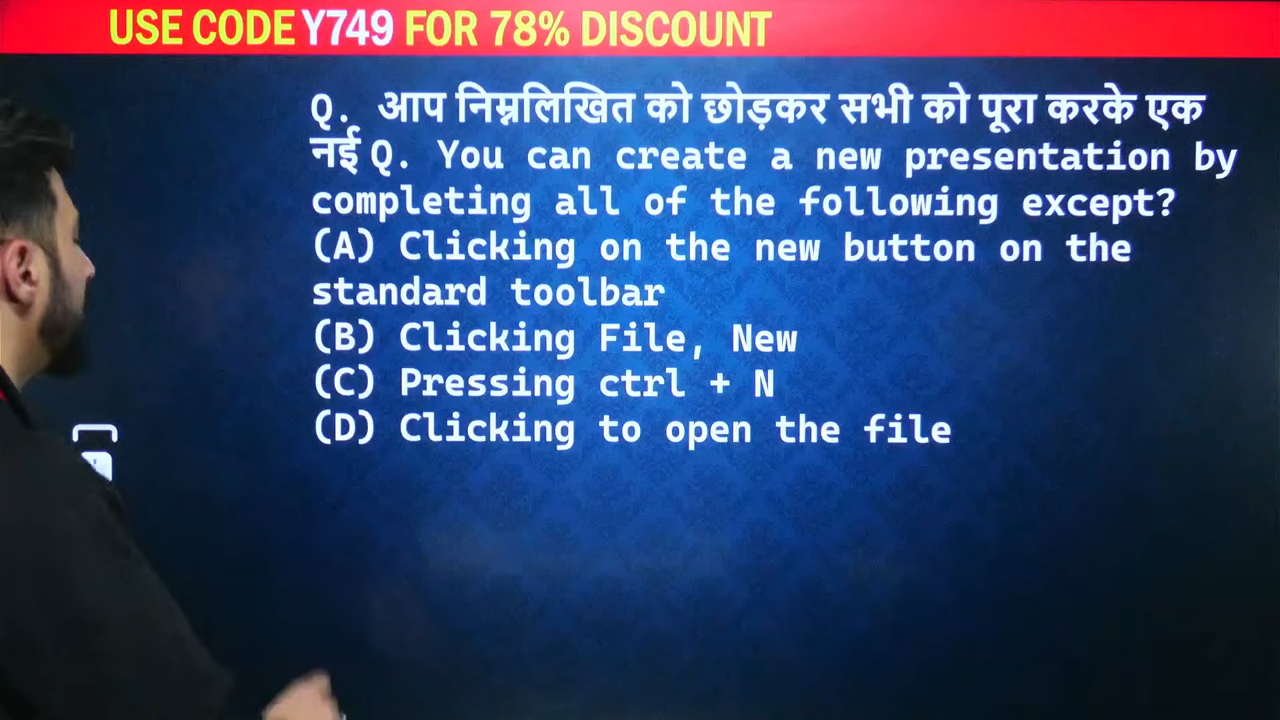 USE CODE Y749 FOR 78% DISCOUNT
Q. आप निम्नलिखित को छोड़कर सभी को पूरा करके एक
नई Q. You can create a new presentation by
completing all of the following except?
(A) Clicking on the new button on the
standard toolbar
(B) Clicking File, New
(C) Pressing ctrl + N
(D) Clicking to open the file